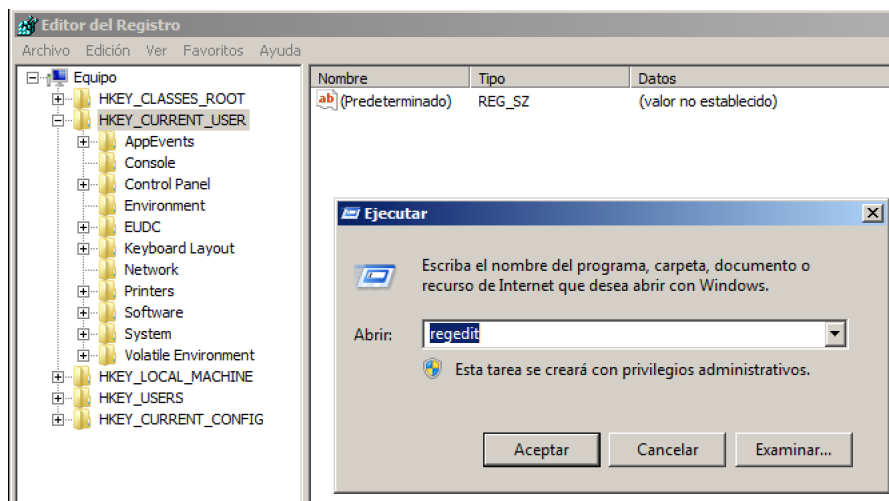 Editor del Registro
Archivo Edición Ver Favoritos Ayuda
Equipo
HKEY_CLASSES_ROOT
HKEY_CURRENT_USER
AppEvents
Console
Control Panel
Environment
EUDC
Keyboard Layout
Network
Printers
Software
System
Volatile Environment
HKEY_LOCAL_MACHINE
HKEY_USERS
HKEY_CURRENT_CONFIG
Nombre Tipo Datos
ab (Predeterminado) REG_SZ (valor no establecido)
Ejecutar
Escriba el nombre del programa, carpeta, documento o
recurso de Internet que desea abrir con Windows.
Abrir: regedit
Esta tarea se creará con privilegios administrativos.
Aceptar Cancelar Examinar...